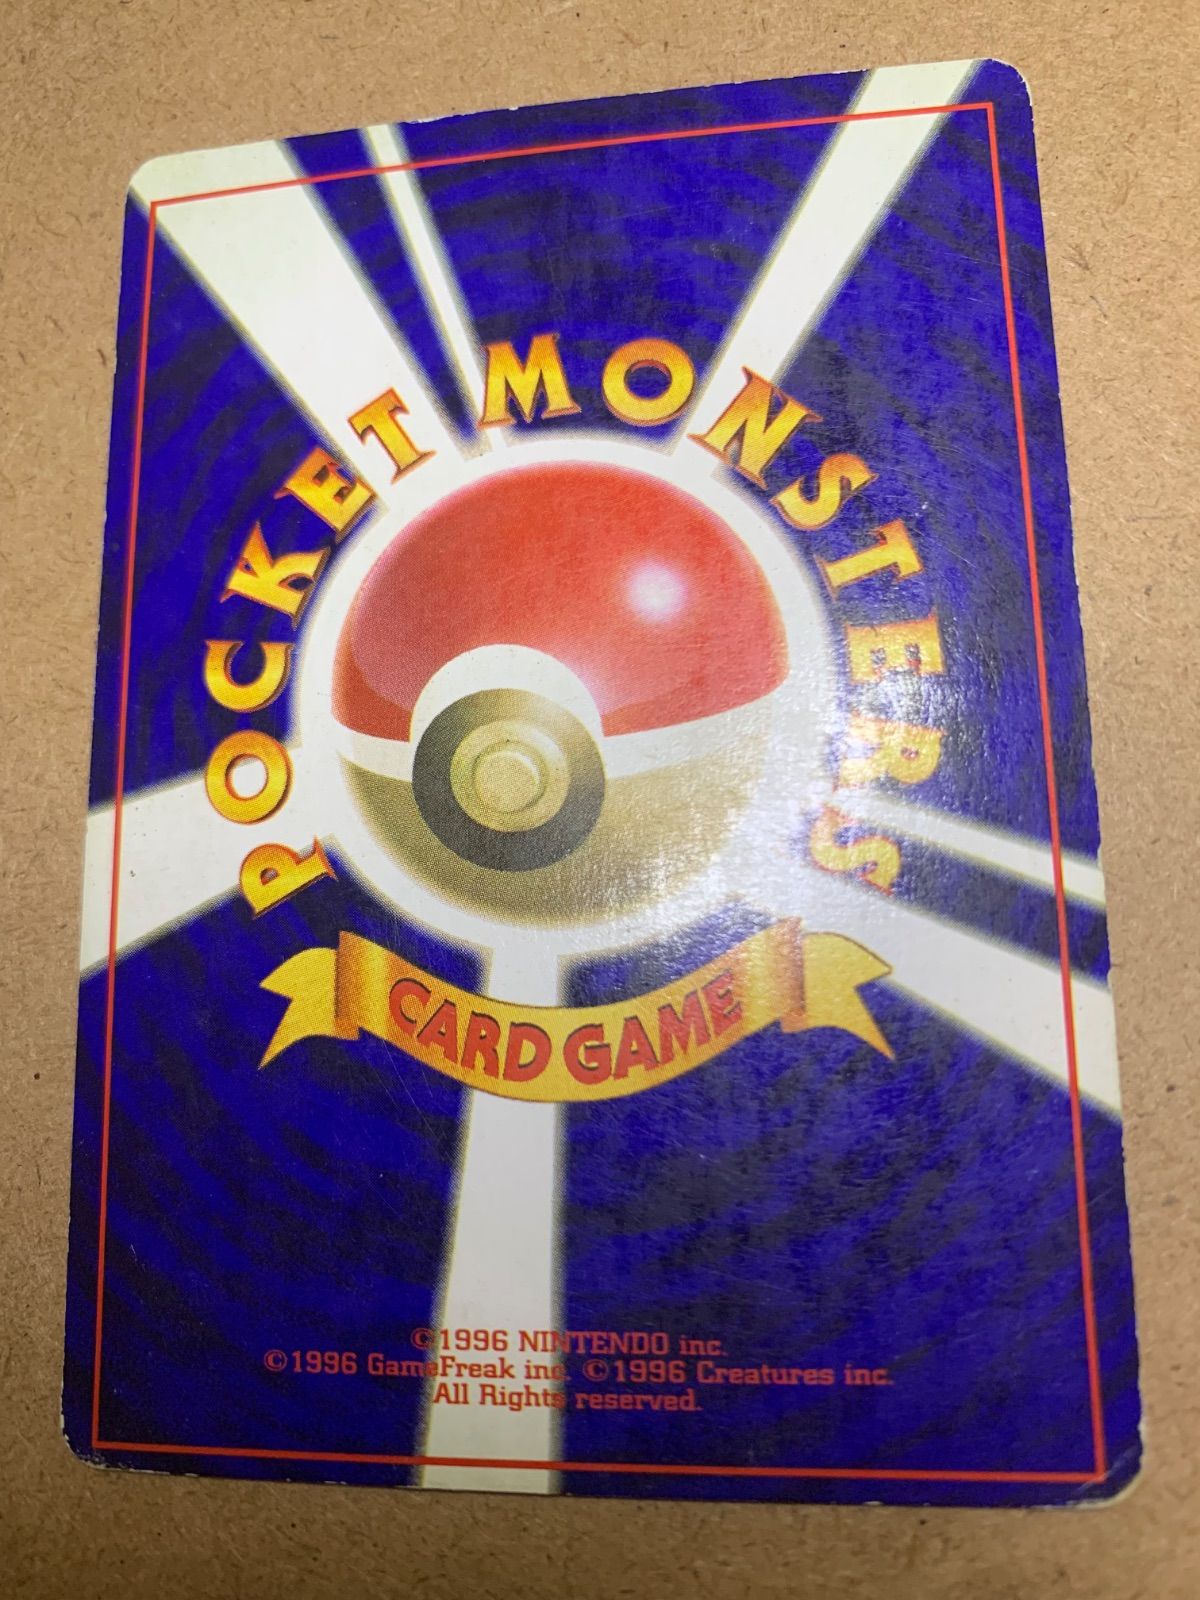 POCKET MONSTERS
CARD GAME
©1996 NINTENDO inc.
©1996 GameFreak inc. ©1996 Creatures inc.
All Rights reserved.